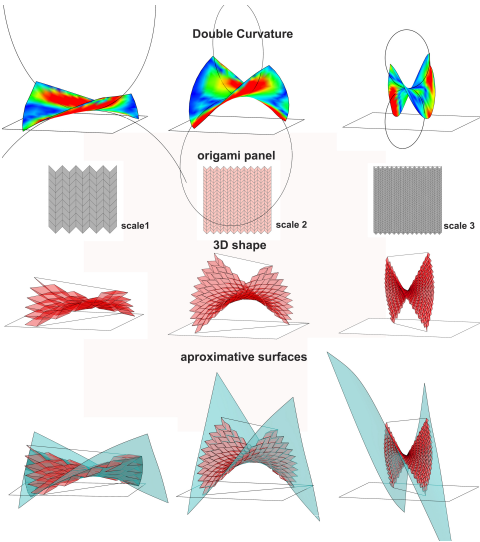 Double Curvature
origami panel
scale1
scale 2
scale 3
3D shape
aproximative surfaces